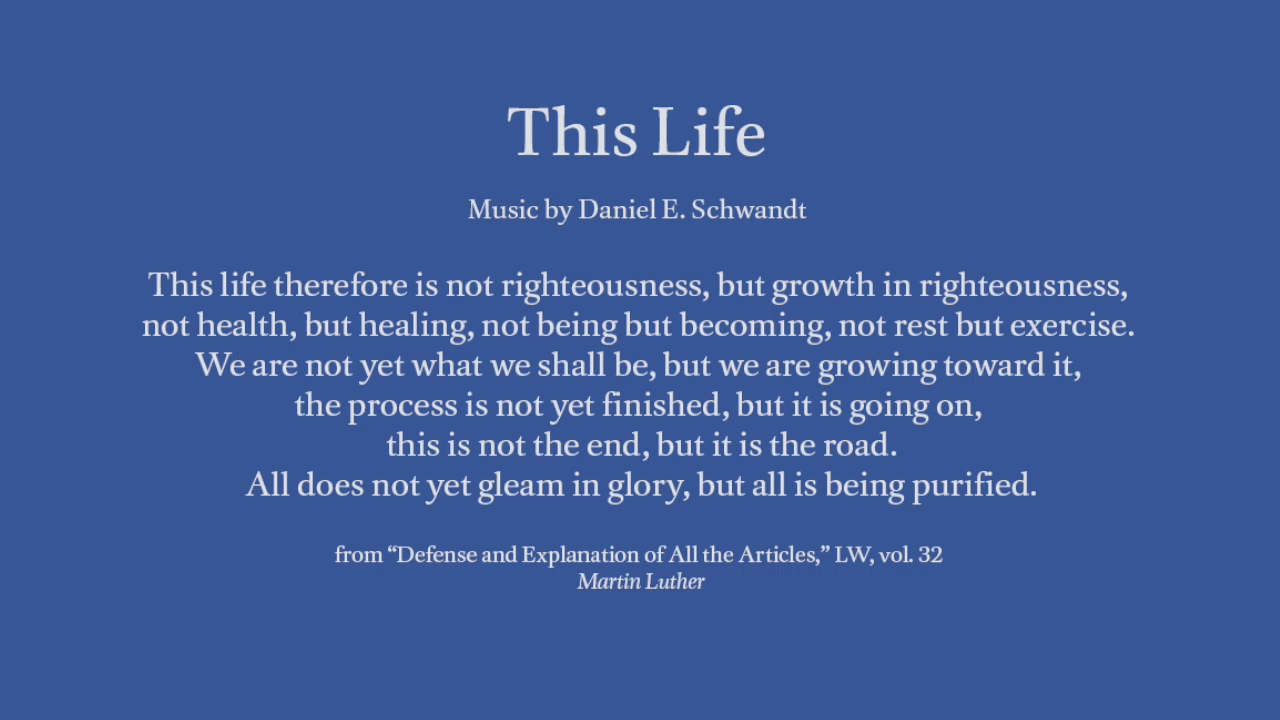 This Life
Music by Daniel E. Schwandt
This life therefore is not righteousness, but growth in righteousness,
not health, but healing, not being but becoming, not rest but exercise.
We are not yet what we shall be, but we are growing toward it,
the process is not yet finished, but it is going on,
this is not the end, but it is the road.
All does not yet gleam in glory, but all is being purified.
from “Defense and Explanation of All the Articles,” LW, vol. 32
Martin Luther